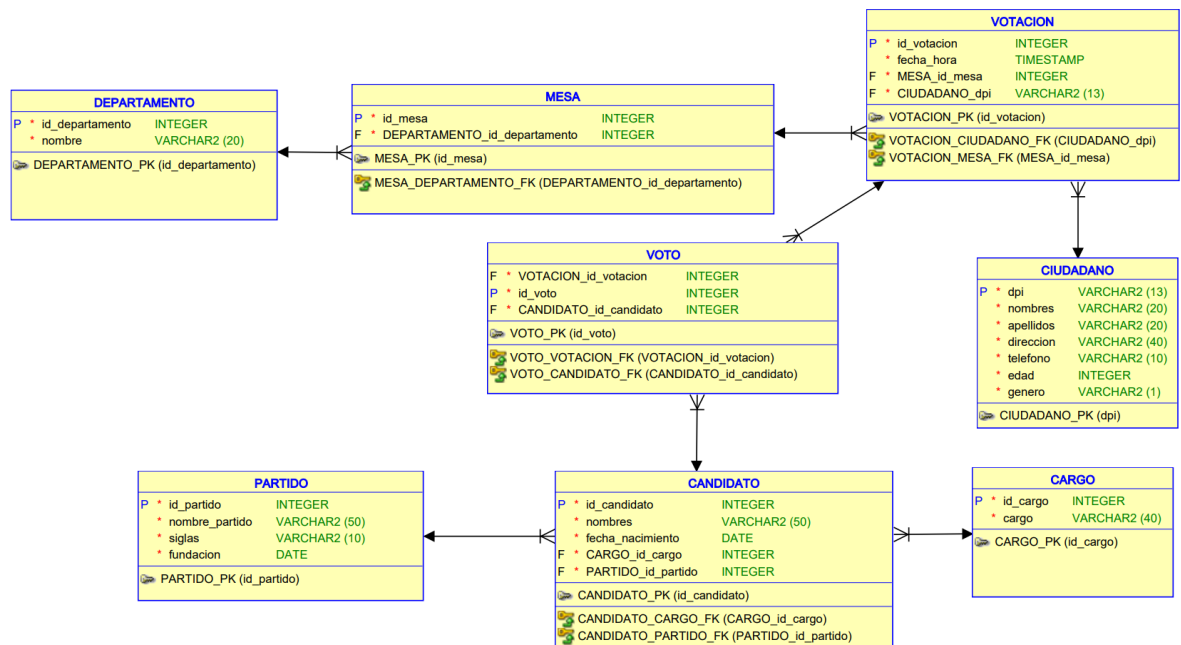 VOTACION
P * id_votacion INTEGER
* fecha_hora TIMESTAMP
F * MESA_id_mesa INTEGER
F * CIUDADANO_dpi VARCHAR2 (13)
VOTACION_PK (id_votacion)
VOTACION_CIUDADANO_FK (CIUDADANO_dpi)
VOTACION_MESA_FK (MESA_id_mesa)
DEPARTAMENTO
P * id_departamento INTEGER
* nombre VARCHAR2 (20)
DEPARTAMENTO_PK (id_departamento)
MESA
P * id_mesa INTEGER
F * DEPARTAMENTO_id_departamento INTEGER
MESA_PK (id_mesa)
MESA_DEPARTAMENTO_FK (DEPARTAMENTO_id_departamento)
VOTO
F * VOTACION_id_votacion INTEGER
P * id_voto INTEGER
F * CANDIDATO_id_candidato INTEGER
VOTO_PK (id_voto)
VOTO_VOTACION_FK (VOTACION_id_votacion)
VOTO_CANDIDATO_FK (CANDIDATO_id_candidato)
CIUDADANO
P * dpi VARCHAR2 (13)
* nombres VARCHAR2 (20)
* apellidos VARCHAR2 (20)
* direccion VARCHAR2 (40)
* telefono VARCHAR2 (10)
* edad INTEGER
* genero VARCHAR2 (1)
CIUDADANO_PK (dpi)
PARTIDO
P * id_partido INTEGER
* nombre_partido VARCHAR2 (50)
* siglas VARCHAR2 (10)
* fundacion DATE
PARTIDO_PK (id_partido)
CANDIDATO
P * id_candidato INTEGER
* nombres VARCHAR2 (50)
* fecha_nacimiento DATE
F * CARGO_id_cargo INTEGER
F * PARTIDO_id_partido INTEGER
CANDIDATO_PK (id_candidato)
CANDIDATO_CARGO_FK (CARGO_id_cargo)
CANDIDATO_PARTIDO_FK (PARTIDO_id_partido)
CARGO
P * id_cargo INTEGER
* cargo VARCHAR2 (40)
CARGO_PK (id_cargo)